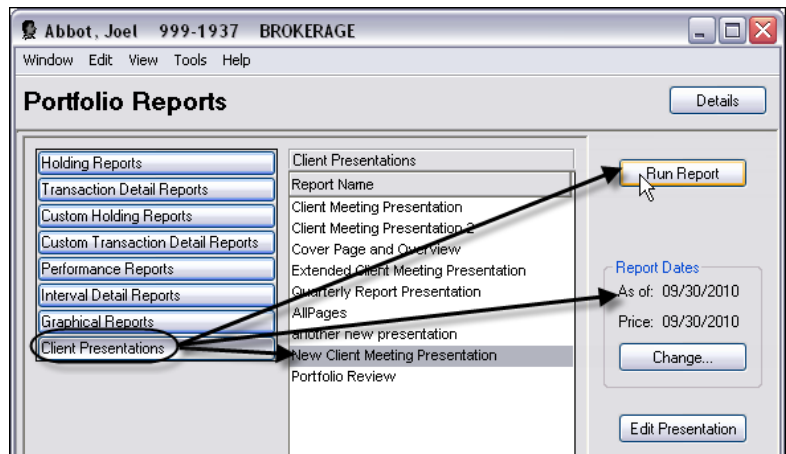 Abbot, Joel 999-1937 BROKERAGE
Window Edit View Tools Help
Portfolio Reports
Details
Holding Reports
Transaction Detail Reports
Custom Holding Reports
Custom Transaction Detail Reports
Performance Reports
Interval Detail Reports
Graphical Reports
Client Presentations
Client Presentations
Report Name
Client Meeting Presentation
Client Meeting Presentation 2
Cover Page and Overview
Extended Client Meeting Presentation
Quarterly Report Presentation
AllPages
another new presentation
New Client Meeting Presentation
Portfolio Review
Run Report
Report Dates
As of: 09/30/2010
Price: 09/30/2010
Change...
Edit Presentation